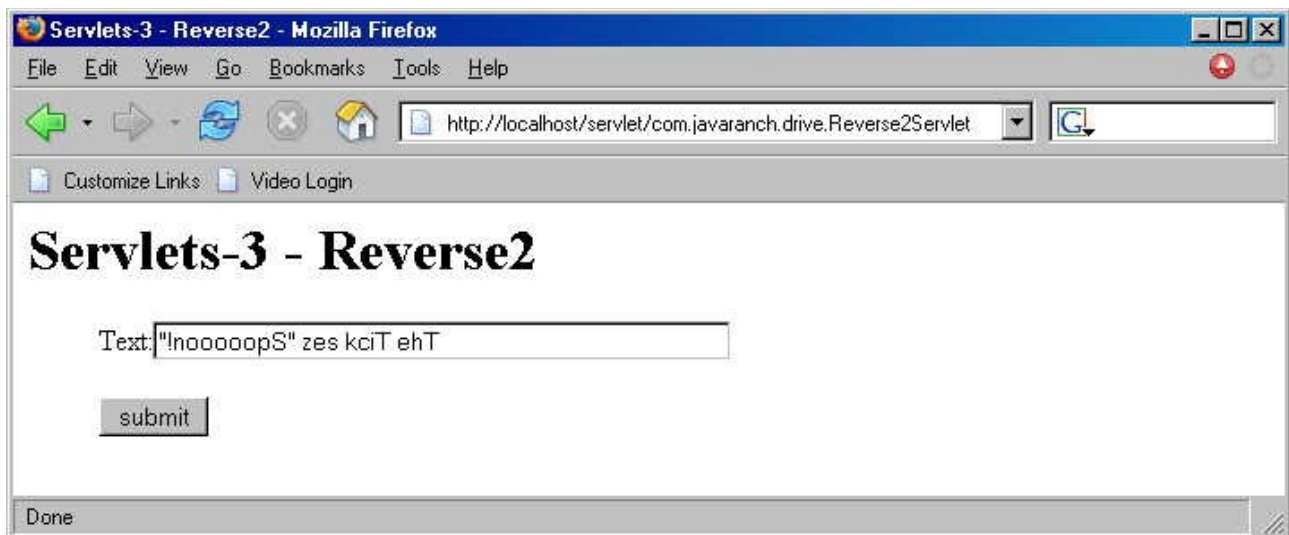 Servlets-3 - Reverse2 - Mozilla Firefox
File Edit View Go Bookmarks Tools Help
http://localhost/servlet/com.javaranch.drive.Reverse2Servlet G
Customize Links Video Login
Servlets-3 - Reverse2
Text: "!nooooopS" zes kciT ehT
submit
Done